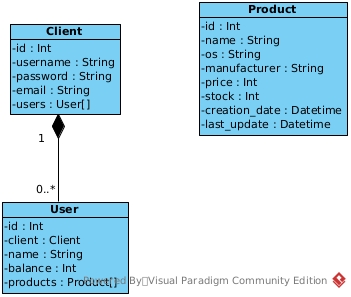 Client
-id : Int
-username : String
-password : String
-email : String
-users : User[]
Product
-id : Int
-name : String
-os : String
-manufacturer : String
-price : Int
-stock : Int
-creation_date : Datetime
-last_update : Datetime
1
0..*
User
-id : Int
-client : Client
-name : String
-balance : Int
-products : Product[]
Powered By Visual Paradigm Community Edition